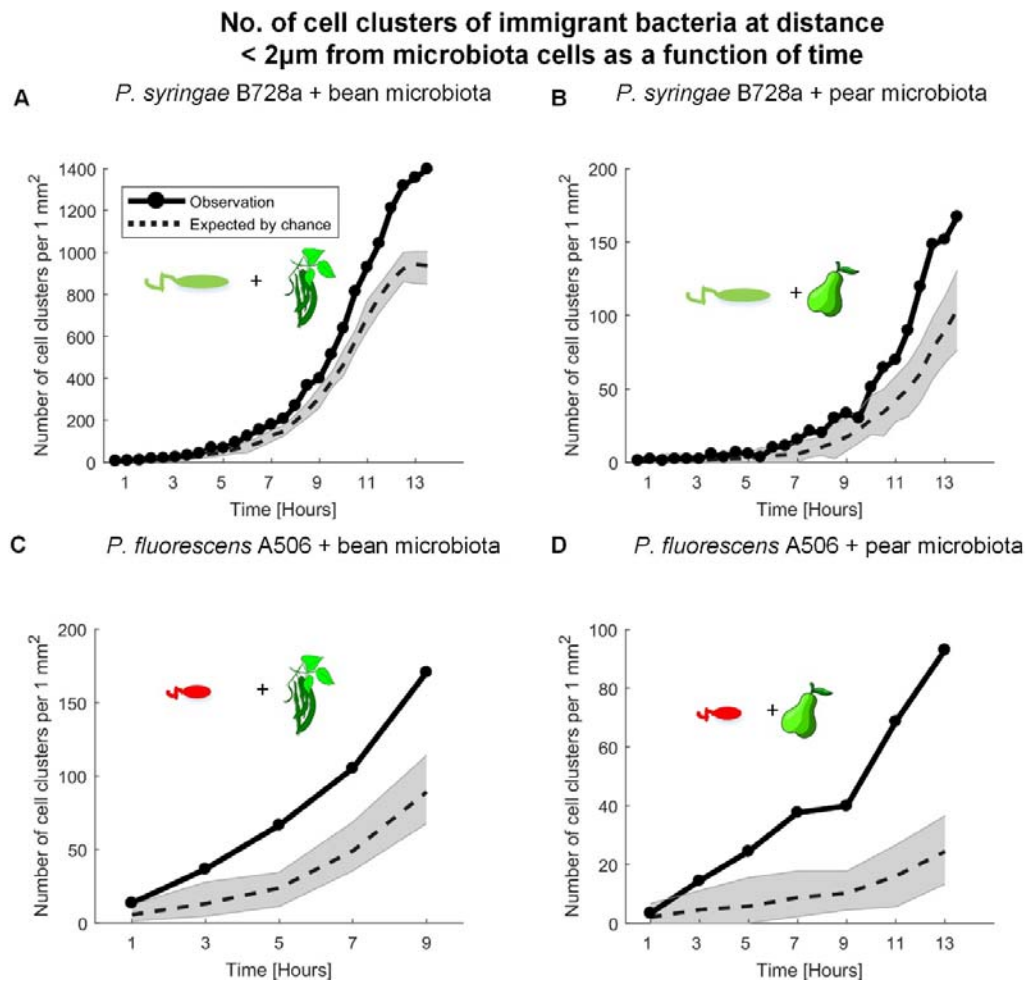 No. of cell clusters of immigrant bacteria at distance
< 2μm from microbiota cells as a function of time
A
P. syringae B728a + bean microbiota
Number of cell clusters per 1 mm²
1400
1200
1000
800
600
400
200
0
Observation
Expected by chance
+
1 3 5 7 9 11 13
Time [Hours]
B
P. syringae B728a + pear microbiota
Number of cell clusters per 1 mm²
200
150
100
50
0
+
1 3 5 7 9 11 13
Time [Hours]
C
P. fluorescens A506 + bean microbiota
Number of cell clusters per 1 mm²
200
150
100
50
0
+
1 3 5 7 9
Time [Hours]
D
P. fluorescens A506 + pear microbiota
Number of cell clusters per 1 mm²
100
80
60
40
20
0
+
1 3 5 7 9 11 13
Time [Hours]